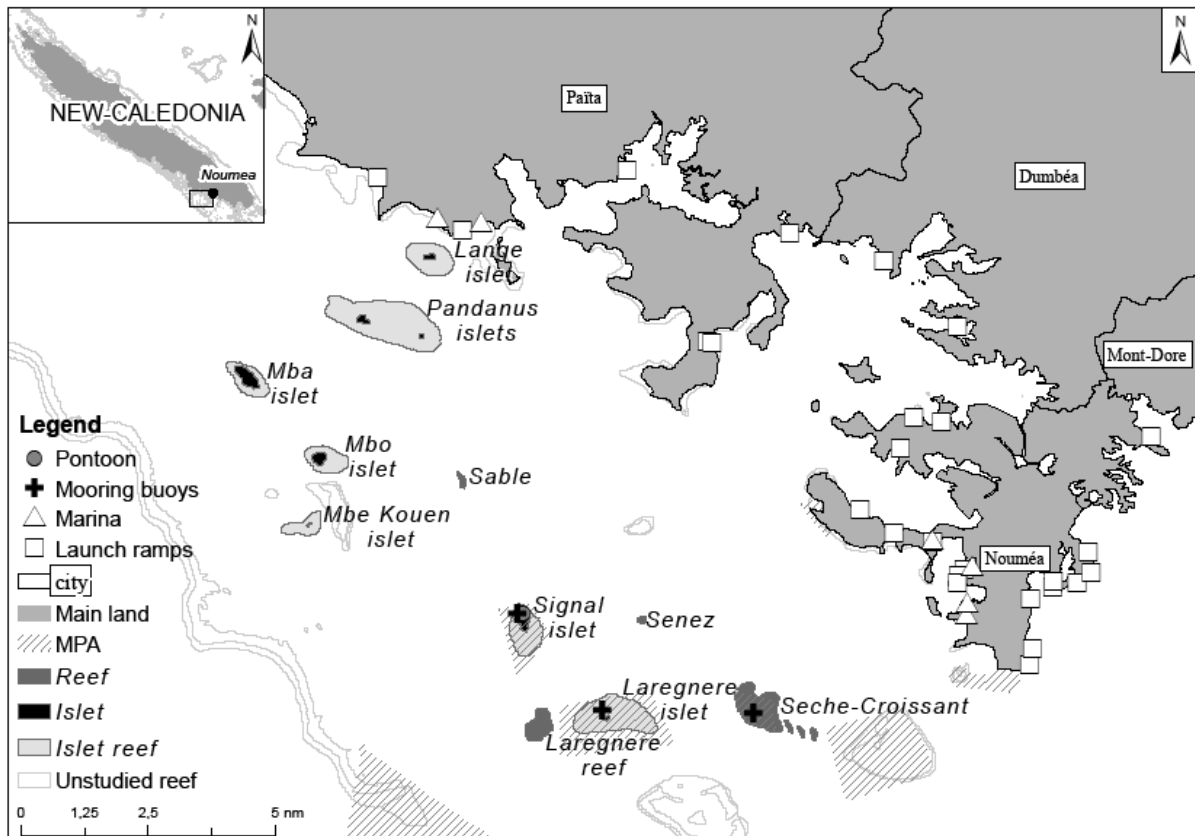 N
NEW-CALEDONIA
Noumea
N
Païta
Dumbéa
Mont-Dore
Nouméa
Lange
islet
Pandanus
islets
Mba
islet
Mbo
islet
Sable
Mbe Kouen
islet
Signal
islet
Senez
Laregnere
islet
Seche-Croissant
Laregnere
reef
Legend
Pontoon
Mooring buoys
Marina
Launch ramps
city
Main land
MPA
Reef
Islet
Islet reef
Unstudied reef
0 1,25 2,5 5 nm